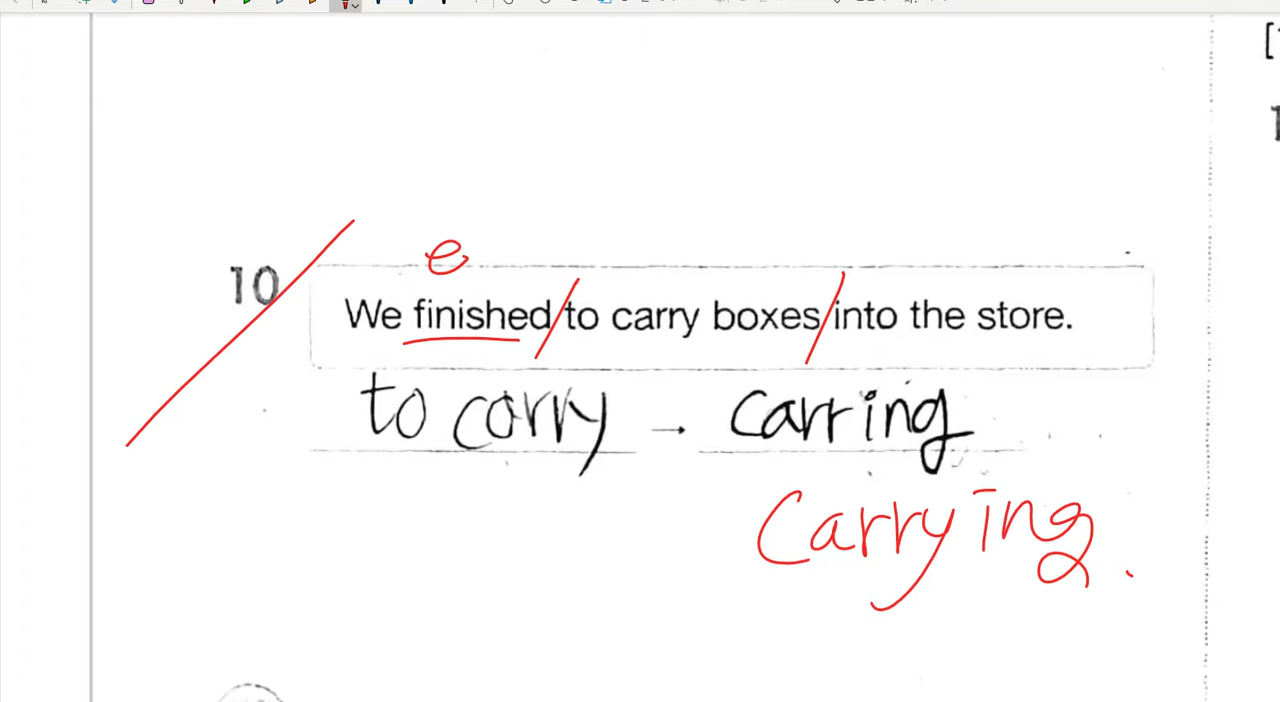 e
10 We finished to carry boxes into the store.
to carry → carring
Carrying.